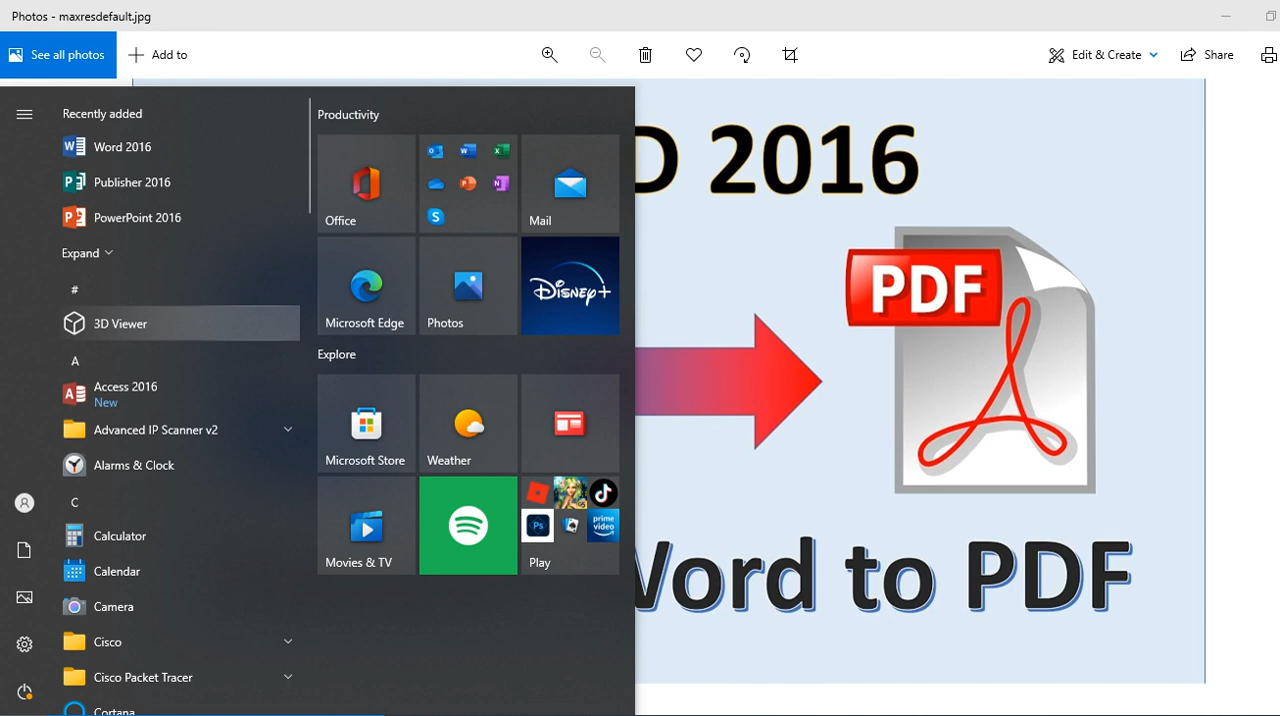 Photos - maxresdefault.jpg
See all photos
Add to
Edit & Create
Share
Recently added
Word 2016
Publisher 2016
PowerPoint 2016
Expand
#
3D Viewer
A
Access 2016
New
Advanced IP Scanner v2
Alarms & Clock
C
Calculator
Calendar
Camera
Cisco
Cisco Packet Tracer
Cortana
Productivity
Office
Mail
Microsoft Edge
Photos
Disney+
Explore
Microsoft Store
Weather
Movies & TV
Ps
prime video
Play
D 2016
PDF
Word to PDF